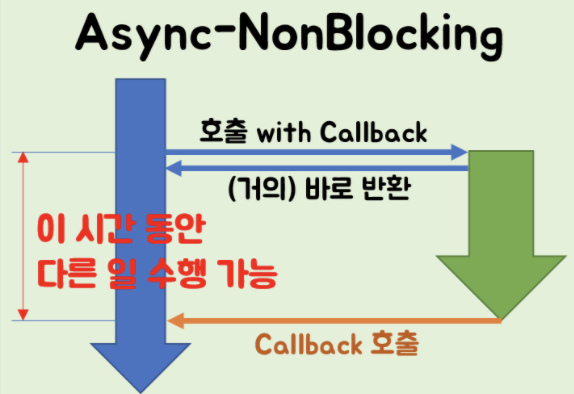 Async-NonBlocking
호출 with Callback
(거의) 바로 반환
이 시간 동안
다른 일 수행 가능
Callback 호출